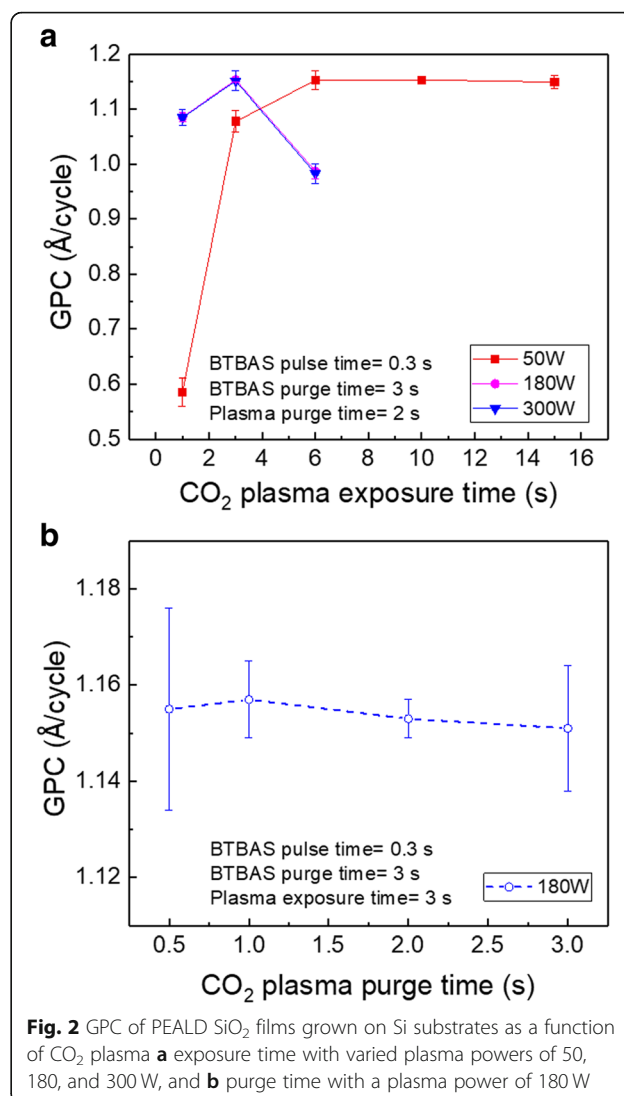 a
1.2
1.1
1.0
0.9
0.8
0.7
0.6
0.5
GPC (Å/cycle)
BTBAS pulse time= 0.3 s
BTBAS purge time= 3 s
Plasma purge time= 2 s
50W
180W
300W
0 2 4 6 8 10 12 14 16
CO₂ plasma exposure time (s)
b
1.18
1.16
1.14
1.12
GPC (Å/cycle)
BTBAS pulse time= 0.3 s
BTBAS purge time= 3 s
Plasma exposure time= 3 s
180W
0.5 1.0 1.5 2.0 2.5 3.0
CO₂ plasma purge time (s)
Fig. 2 GPC of PEALD SiO₂ films grown on Si substrates as a function
of CO₂ plasma a exposure time with varied plasma powers of 50,
180, and 300 W, and b purge time with a plasma power of 180 W